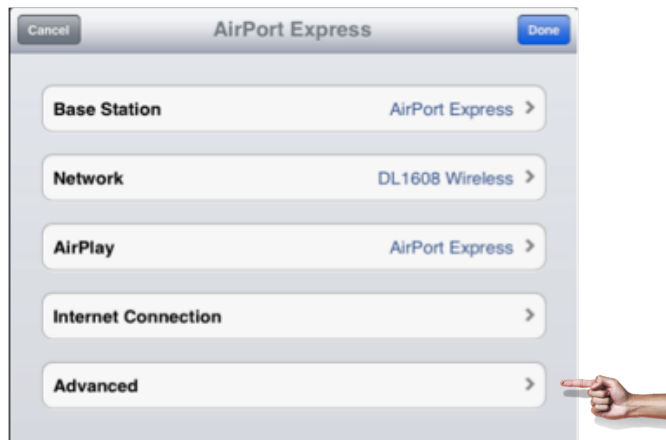 Cancel AirPort Express Done
Base Station AirPort Express
Network DL1608 Wireless
AirPlay AirPort Express
Internet Connection
Advanced